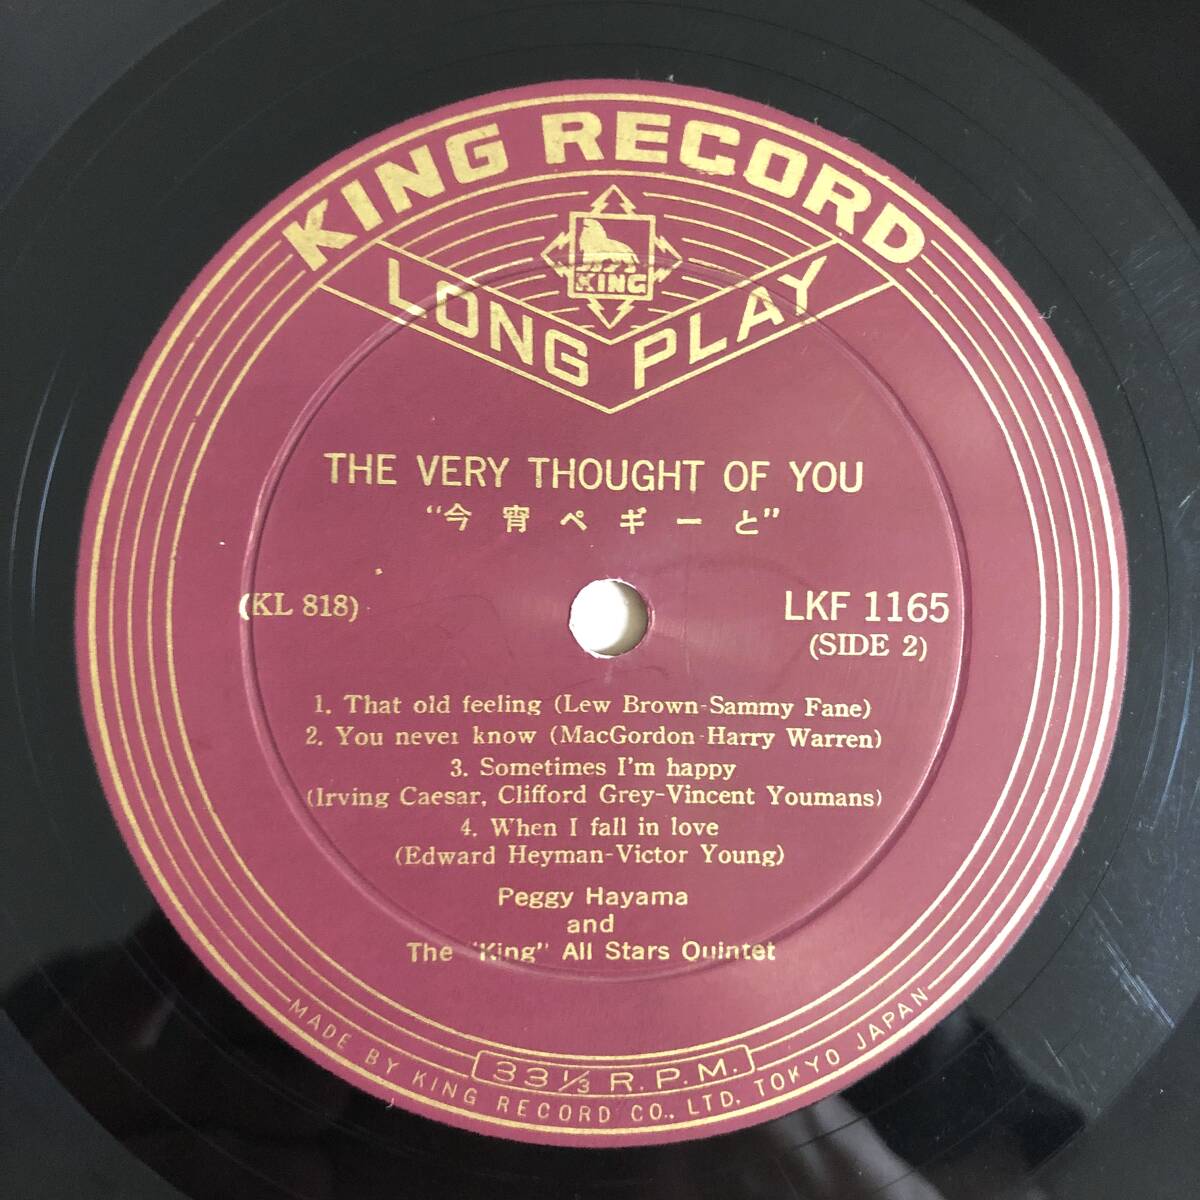 KING RECORD
KING
LONG PLAY
THE VERY THOUGHT OF YOU
“今宵ペギーと”
(KL 818)
LKF 1165
(SIDE 2)
1. That old feeling (Lew Brown-Sammy Fane)
2. You never know (MacGordon-Harry Warren)
3. Sometimes I'm happy
(Irving Caesar, Clifford Grey-Vincent Youmans)
4. When I fall in love
(Edward Heyman-Victor Young)
Peggy Hayama
and
The "King" All Stars Quintet
33 1/3 R.P.M.
MADE BY KING RECORD CO., LTD. TOKYO JAPAN